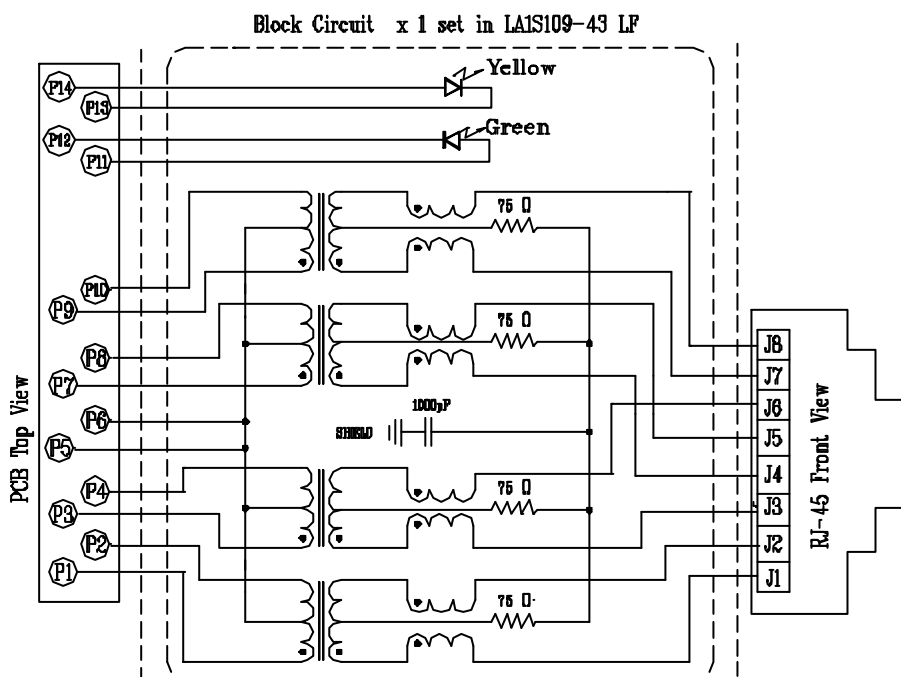 Block Circuit x 1 set in LA1S109-43 LF
P14
Yellow
P13
P12
Green
P11
75 Ω
P10
P9
75 Ω
P8
P7
J8
J7
J6
J5
J4
J3
J2
J1
P6
1000pF
SHIELD
P5
PCB Top View
RJ-45 Front View
P4
75 Ω
P3
P2
P1
75 Ω